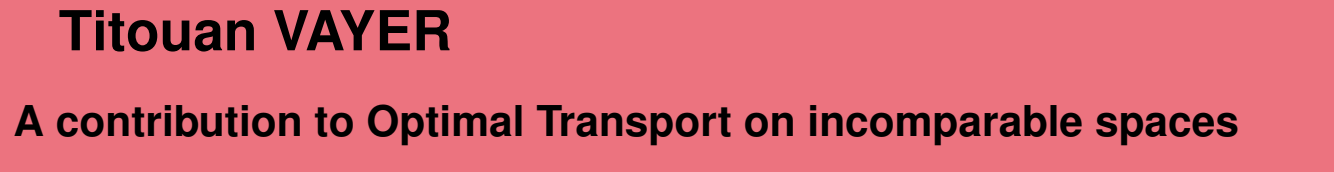 Titouan VAYER
A contribution to Optimal Transport on incomparable spaces